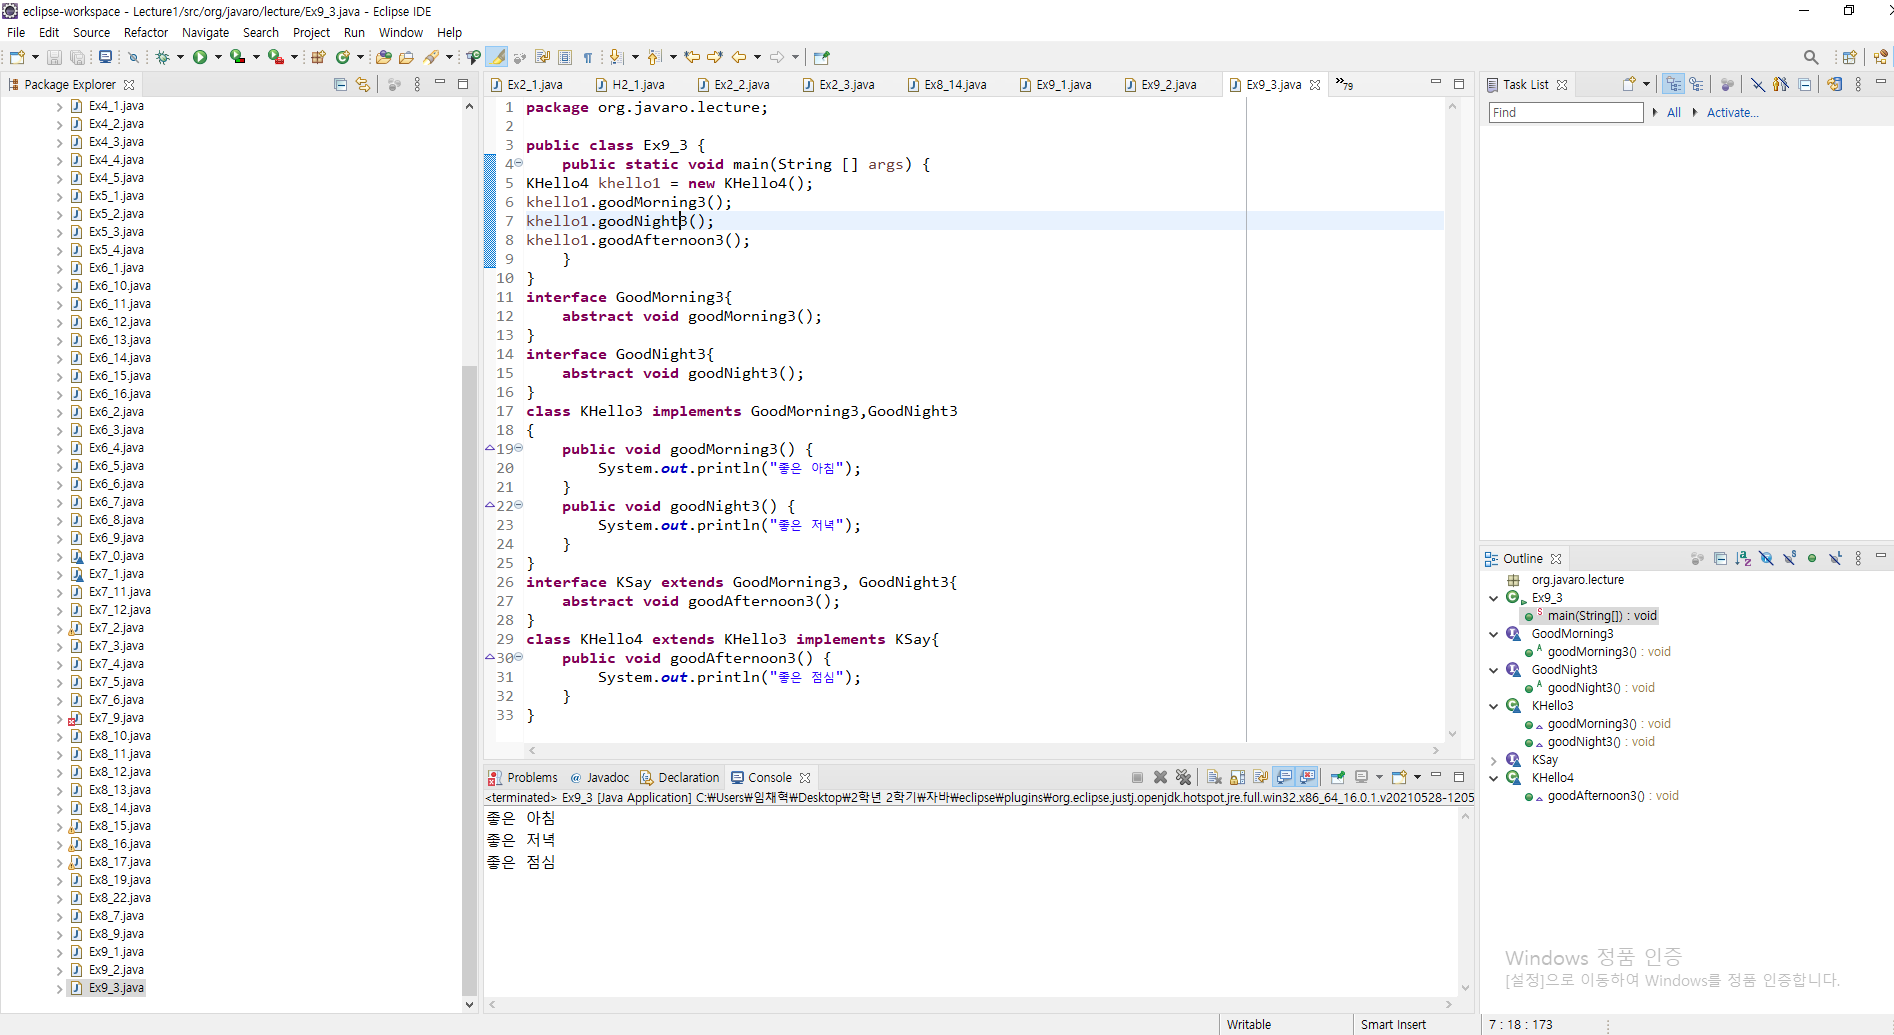 eclipse-workspace - Lecture1/src/org/javaro/lecture/Ex9_3.java - Eclipse IDE
File Edit Source Refactor Navigate Search Project Run Window Help
Package Explorer
Ex4_1.java
Ex4_2.java
Ex4_3.java
Ex4_4.java
Ex4_5.java
Ex5_1.java
Ex5_2.java
Ex5_3.java
Ex5_4.java
Ex6_1.java
Ex6_10.java
Ex6_11.java
Ex6_12.java
Ex6_13.java
Ex6_14.java
Ex6_15.java
Ex6_16.java
Ex6_2.java
Ex6_3.java
Ex6_4.java
Ex6_5.java
Ex6_6.java
Ex6_7.java
Ex6_8.java
Ex6_9.java
Ex7_0.java
Ex7_1.java
Ex7_11.java
Ex7_12.java
Ex7_2.java
Ex7_3.java
Ex7_4.java
Ex7_5.java
Ex7_6.java
Ex7_9.java
Ex8_10.java
Ex8_11.java
Ex8_12.java
Ex8_13.java
Ex8_14.java
Ex8_15.java
Ex8_16.java
Ex8_17.java
Ex8_19.java
Ex8_22.java
Ex8_7.java
Ex8_9.java
Ex9_1.java
Ex9_2.java
Ex9_3.java
Ex2_1.java H2_1.java Ex2_2.java Ex2_3.java Ex8_14.java Ex9_1.java Ex9_2.java Ex9_3.java »79
1 package org.javaro.lecture;
2
3 public class Ex9_3 {
4 public static void main(String [] args) {
5 KHello4 khello1 = new KHello4();
6 khello1.goodMorning3();
7 khello1.goodNight3();
8 khello1.goodAfternoon3();
9 }
10 }
11 interface GoodMorning3{
12 abstract void goodMorning3();
13 }
14 interface GoodNight3{
15 abstract void goodNight3();
16 }
17 class KHello3 implements GoodMorning3,GoodNight3
18 {
19 public void goodMorning3() {
20 System.out.println("좋은 아침");
21 }
22 public void goodNight3() {
23 System.out.println("좋은 저녁");
24 }
25 }
26 interface KSay extends GoodMorning3, GoodNight3{
27 abstract void goodAfternoon3();
28 }
29 class KHello4 extends KHello3 implements KSay{
30 public void goodAfternoon3() {
31 System.out.println("좋은 점심");
32 }
33 }
Problems @ Javadoc Declaration Console
<terminated> Ex9_3 [Java Application] C:₩Users₩임채혁₩Desktop₩2학년 2학기₩자바₩eclipse₩plugins₩org.eclipse.justj.openjdk.hotspot.jre.full.win32.x86_64_16.0.1.v20210528-1205
좋은 아침
좋은 저녁
좋은 점심
Task List
Find All Activate...
Outline
org.javaro.lecture
Ex9_3
main(String[]) : void
GoodMorning3
goodMorning3() : void
GoodNight3
goodNight3() : void
KHello3
goodMorning3() : void
goodNight3() : void
KSay
KHello4
goodAfternoon3() : void
Windows 정품 인증
[설정]으로 이동하여 Windows를 정품 인증합니다.
Writable Smart Insert 7 : 18 : 173